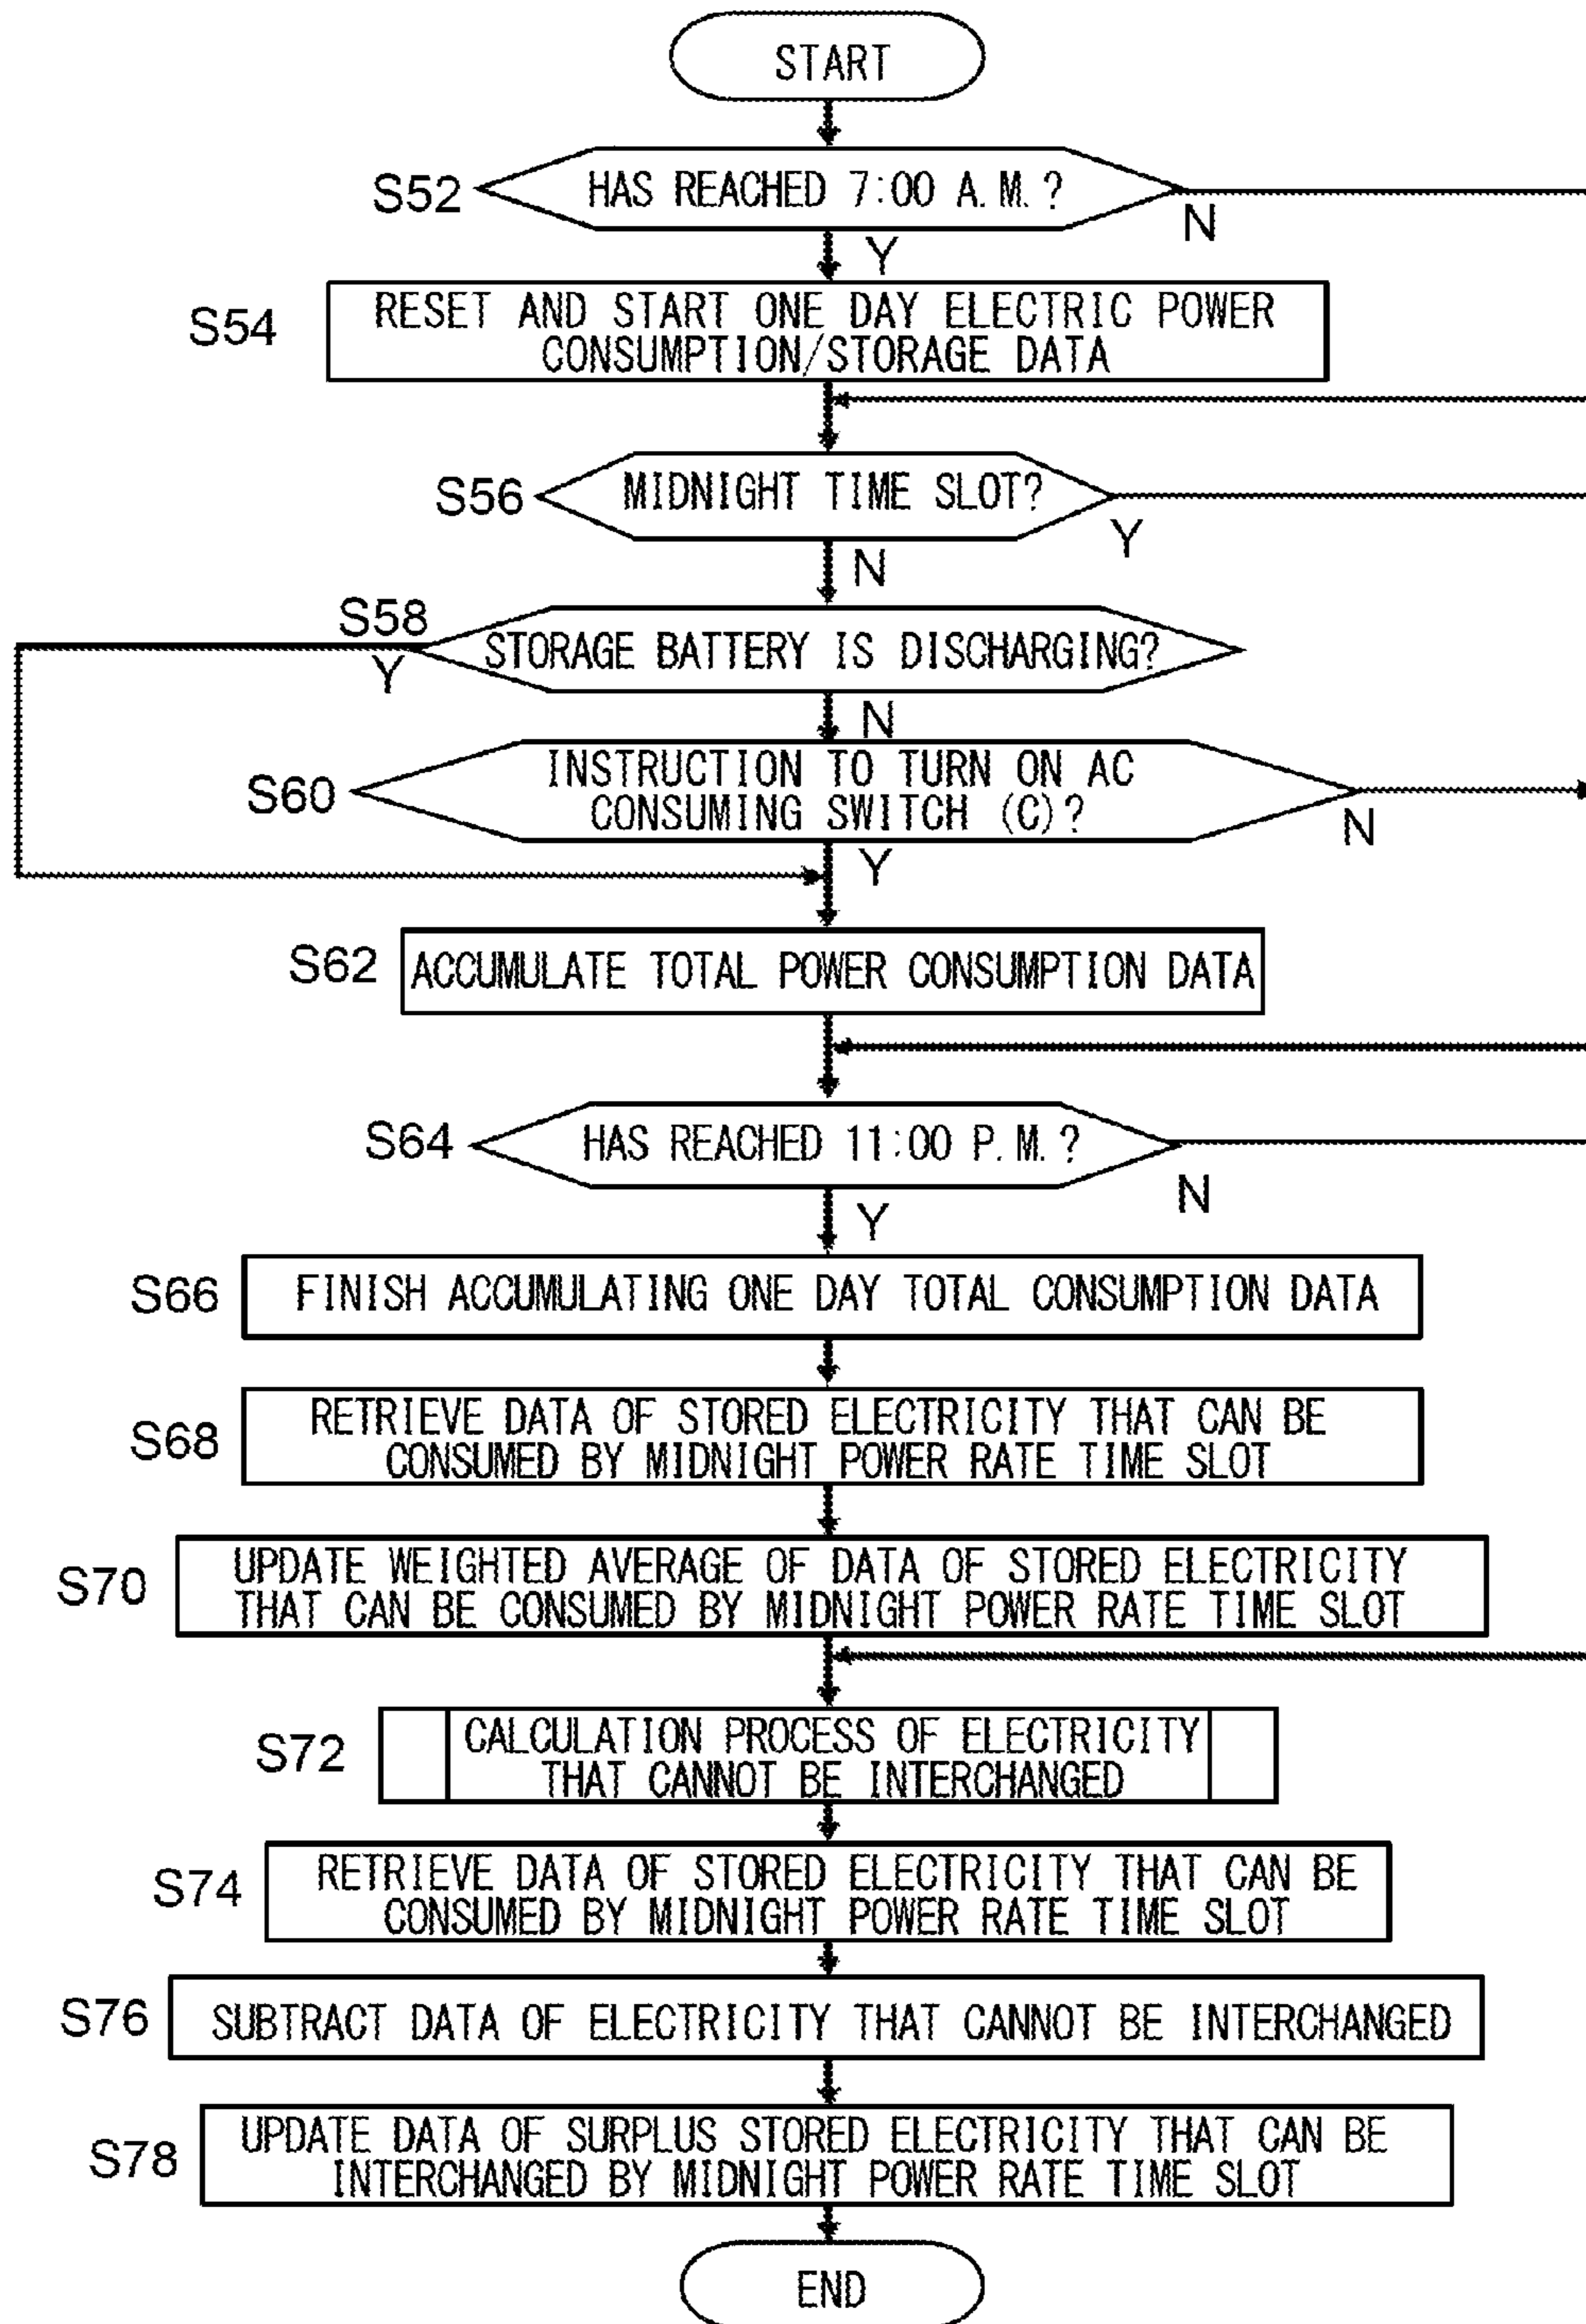 START
S52
HAS REACHED 7:00 A.M.?
N
Y
S54
RESET AND START ONE DAY ELECTRIC POWER
CONSUMPTION/STORAGE DATA
S56
MIDNIGHT TIME SLOT?
Y
N
S58
STORAGE BATTERY IS DISCHARGING?
Y
N
S60
INSTRUCTION TO TURN ON AC
CONSUMING SWITCH (C)?
N
Y
S62
ACCUMULATE TOTAL POWER CONSUMPTION DATA
S64
HAS REACHED 11:00 P.M.?
N
Y
S66
FINISH ACCUMULATING ONE DAY TOTAL CONSUMPTION DATA
S68
RETRIEVE DATA OF STORED ELECTRICITY THAT CAN BE
CONSUMED BY MIDNIGHT POWER RATE TIME SLOT
S70
UPDATE WEIGHTED AVERAGE OF DATA OF STORED ELECTRICITY
THAT CAN BE CONSUMED BY MIDNIGHT POWER RATE TIME SLOT
S72
CALCULATION PROCESS OF ELECTRICITY
THAT CANNOT BE INTERCHANGED
S74
RETRIEVE DATA OF STORED ELECTRICITY THAT CAN BE
CONSUMED BY MIDNIGHT POWER RATE TIME SLOT
S76
SUBTRACT DATA OF ELECTRICITY THAT CANNOT BE INTERCHANGED
S78
UPDATE DATA OF SURPLUS STORED ELECTRICITY THAT CAN BE
INTERCHANGED BY MIDNIGHT POWER RATE TIME SLOT
END